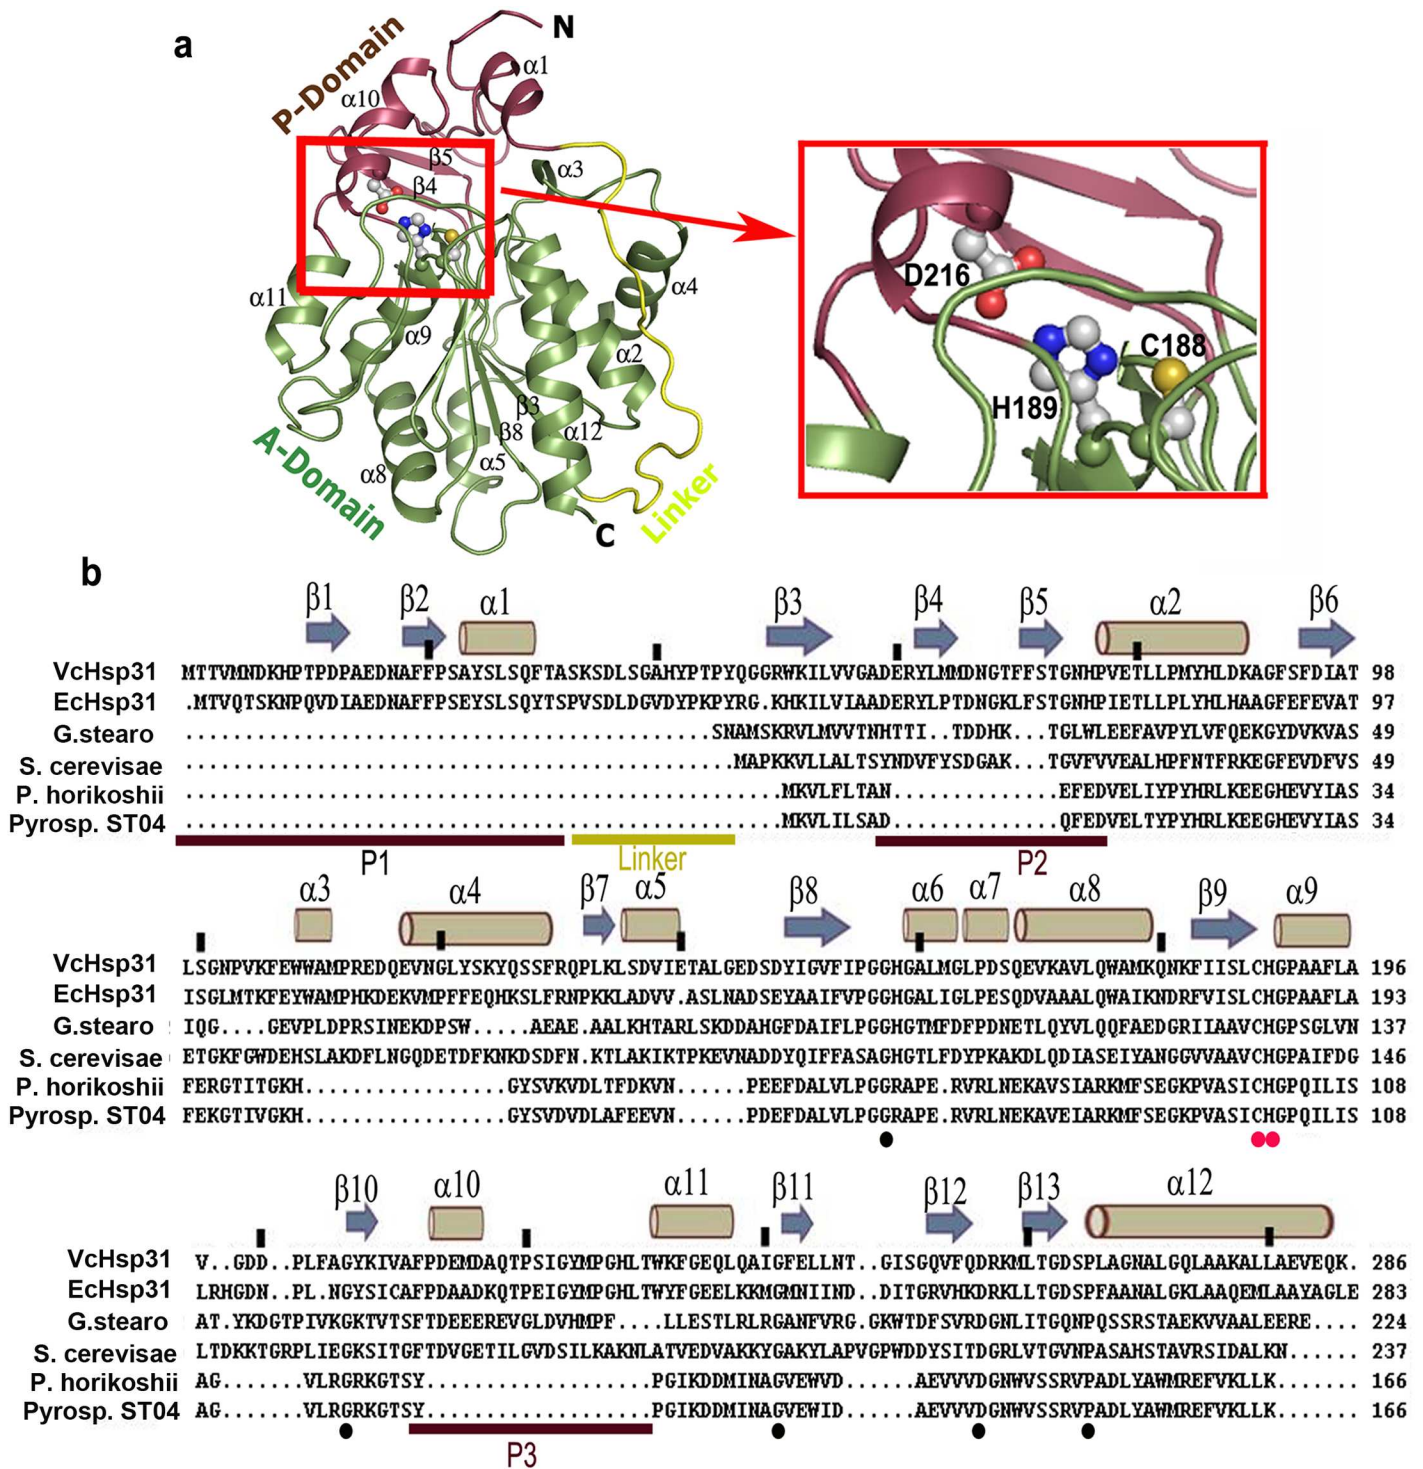 a
N
P-Domain
α1
α10
β5
β4
α3
α4
α11
α9
α2
β3
β8
α12
α5
α8
A-Domain
Linker
C
D216
C188
H189
b
β1 β2 α1 β3 β4 β5 α2 β6
VcHsp31 MTTVMNDKHPTPDPAEDNAFFPSAYSLSQFTASKSDLSGAHYPTPYQGGRWKILVVGADERYLMMDNGTFFSTGNHPVETLLPMYHLDKAGFSFDIAT 98
EcHsp31 .MTVQTSKNPQVDIAEDNAFFPSEYSLSQYTSPVSDLDGVDYPKPYRG.KHKILVIAADERYLPTDNGKLFSTGNHPIETLLPLYHLHAAGFEFEVAT 97
G.stearo .............................................SNAMSKRVLMVVTNHTTI..TDDHK...TGLWLEEFAVPYLVFQEKGYDVKVAS 49
S. cerevisae ...............................................MAPKKVLLALTSYNDVFYSDGAK...TGVFVVEALHPFNTFRKEGFEVDFVS 49
P. horikoshii ...................................................MKVLFLTAN..............EFEDVELIYPYHRLKEEGHEVYIAS 34
Pyrosp. ST04 ...................................................MKVLILSAD..............QFEDVELTYPYHRLKEEGHEVYIAS 34
P1 Linker P2
α3 α4 β7 α5 β8 α6 α7 α8 β9 α9
VcHsp31 LSGNPVKFEWWAMPREDQEVNGLYSKYQSSFRQPLKLSDVIETALGEDSDYIGVFIPGGHGALMGLPDSQEVKAVLQWAMKQNKFIISLCHGPAAFLA 196
EcHsp31 ISGLMTKFEYWAMPHKDEKVMPFFEQHKSLFRNPKKLADVV.ASLNADSEYAAIFVPGGHGALIGLPESQDVAAALQWAIKNDRFVISLCHGPAAFLA 193
G.stearo IQG....GEVPLDPRSINEKDPSW.....AEAE.AALKHTARLSKDDAHGFDAIFLPGGHGTMFDFPDNETLQYVLQQFAEDGRIIAAVCHGPSGLVN 137
S. cerevisae ETGKFGWDEHSLAKDFLNGQDETDFKNKDSDFN.KTLAKIKTPKEVNADDYQIFFASAGHGTLFDYPKAKDLQDIASEIYANGGVVAAVCHGPAIFDG 146
P. horikoshii FERGTITGKH.................GYSVKVDLTFDKVN......PEEFDALVLPGGRAPE.RVRLNEKAVSIARKMFSEGKPVASICHGPQILIS 108
Pyrosp. ST04 FEKGTIVGKH.................GYSVDVDLAFEEVN......PDEFDALVLPGGRAPE.RVRLNEKAVEIARKMFSEGKPVASICHGPQILIS 108
β10 α10 α11 β11 β12 β13 α12
VcHsp31 V..GDD..PLFAGYKIVAFPDEMDAQTPSIGYMPGHLTWKFGEQLQAIGFELLNT..GISGQVFQDRKMLTGDSPLAGNALGQLAAKALLAEVEQK. 286
EcHsp31 LRHGDN..PL.NGYSICAFPDAADKQTPEIGYMPGHLTWYFGEELKKMGMNIIND..DITGRVHKDRKLLTGDSPFAANALGKLAAQEMLAAYAGLE 283
G.stearo AT.YKDGTPIVKGKTVTSFTDEEEREVGLDVHMPF....LLESTLRLRGANFVRG.GKWTDFSVRDGNLITGQNPQSSRSTAEKVVAALEERE.... 224
S. cerevisae LTDKKTGRPLIEGKSITGFTDVGETILGVDSILKAKNLATVEDVAKKYGAKYLAPVGPWDDYSITDGRLVTGVNPASAHSTAVRSIDALKN...... 237
P. horikoshii AG.......VLRGRKGTSY...................PGIKDDMINAGVEWVD......AEVVVDGNWVSSRVPADLYAWMREFVKLLK....... 166
Pyrosp. ST04 AG.......VLRGRKGTSY...................PGIKDDMINAGVEWID......AEVVVDGNWVSSRVPADLYAWMREFVKLLK....... 166
P3